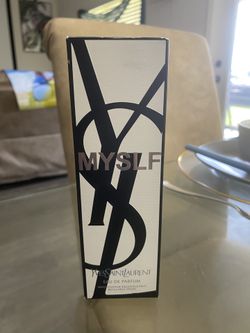 MYSLF
YVESSAINTLAURENT
EAU DE PARFUM